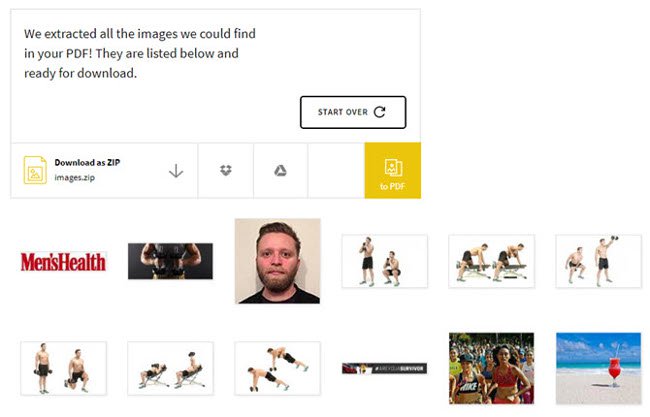 We extracted all the images we could find
in your PDF! They are listed below and
ready for download.
START OVER
Download as ZIP
images.zip
to PDF
Men'sHealth
#AREYOUASURVIVOR